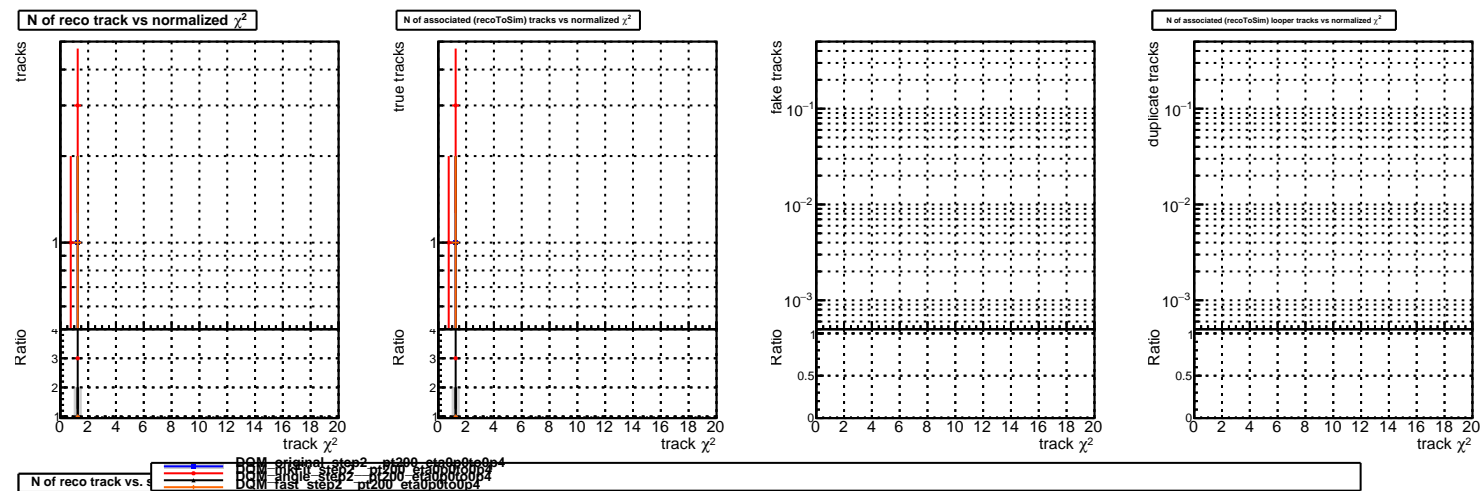 N of reco track vs normalized χ²
N of associated (recoToSim) tracks vs normalized χ²
N of associated (recoToSim) looper tracks vs normalized χ²
tracks
1
Ratio
4
3
2
1
0 2 4 6 8 10 12 14 16 18 20
track χ²
true tracks
1
Ratio
4
3
2
1
0 2 4 6 8 10 12 14 16 18 20
track χ²
fake tracks
10⁻¹
10⁻²
10⁻³
Ratio
1
0.5
0
0 2 4 6 8 10 12 14 16 18 20
track χ²
duplicate tracks
10⁻¹
10⁻²
10⁻³
Ratio
1
0.5
0
0 2 4 6 8 10 12 14 16 18 20
track χ²
N of reco track vs.
DQM_original_step2__pt200_eta0p0to0p4
step2__pt200_eta0p0to0p4
DQM_angle_step2__pt200_eta0p0to0p4
DQM_fast_step2__pt200_eta0p0to0p4